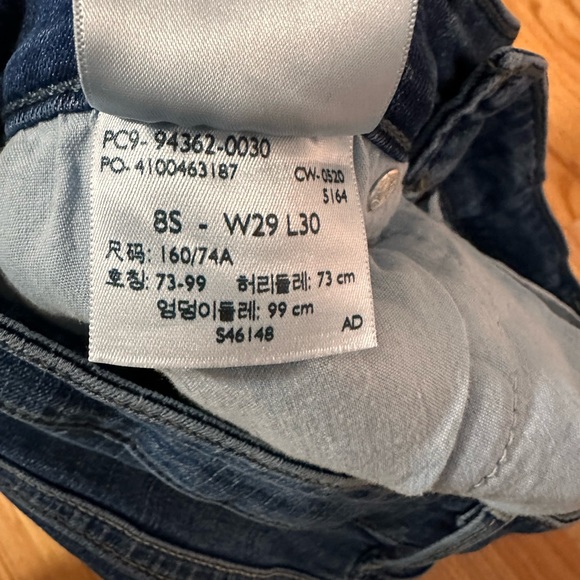 PC9- 94362-0030
PO- 4100463187 CW- 0520
5164
8S - W29 L30
尺码: 160/74A
호칭: 73-99 허리둘레: 73 cm
엉덩이둘레: 99 cm
S46148 AD